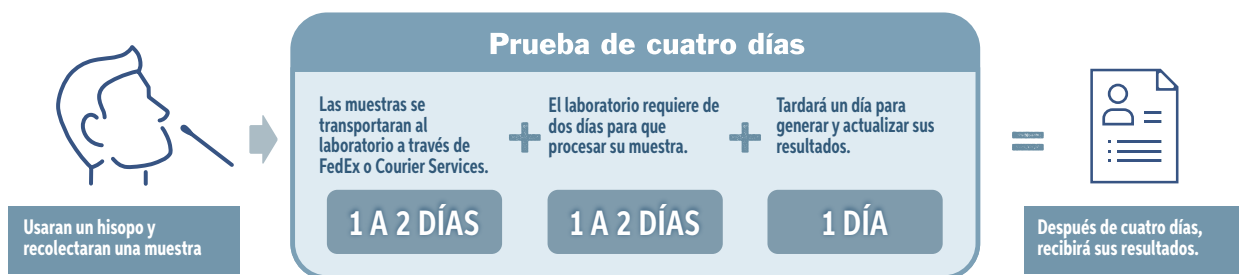 Prueba de cuatro días
Usaran un hisopo y
recolectaran una muestra
Las muestras se
transportaran al
laboratorio a través de
FedEx o Courier Services.
1 A 2 DÍAS
+
El laboratorio requiere de
dos días para que
procesar su muestra.
1 A 2 DÍAS
+
Tardará un día para
generar y actualizar sus
resultados.
1 DÍA
=
Después de cuatro días,
recibirá sus resultados.